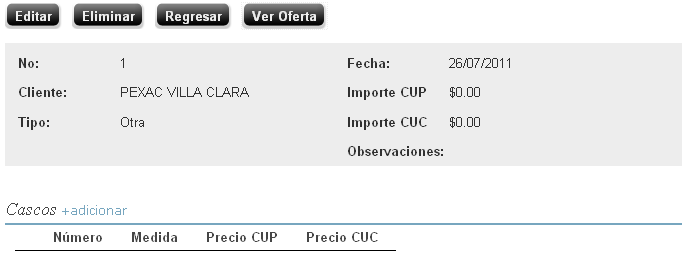 Editar Eliminar Regresar Ver Oferta
No: 1 Fecha: 26/07/2011
Cliente: PEXAC VILLA CLARA Importe CUP $0.00
Tipo: Otra Importe CUC $0.00
Observaciones:
Cascos +adicionar
Número Medida Precio CUP Precio CUC